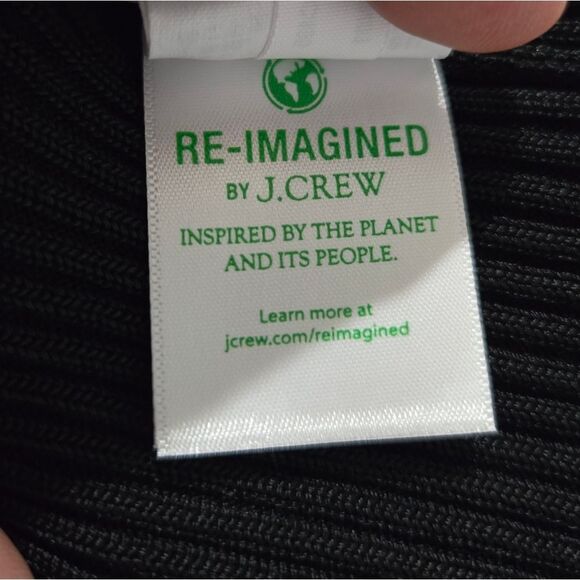 RE-IMAGINED
BY J.CREW
INSPIRED BY THE PLANET
AND ITS PEOPLE.
Learn more at
jcrew.com/reimagined